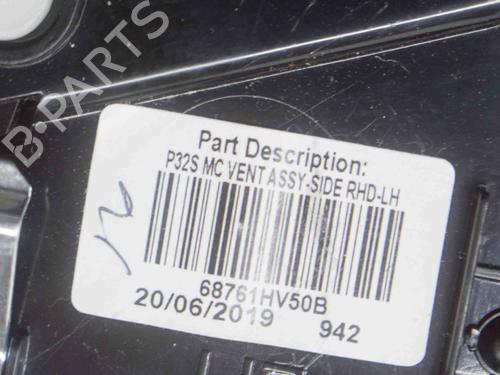 B-PARTS
Part Description:
P32S MC VENT ASSY-SIDE RHD-LH
68761HV50B
20/06/2019 942